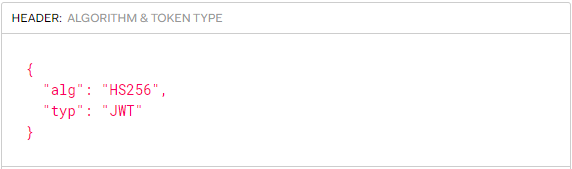 HEADER: ALGORITHM & TOKEN TYPE
{
  "alg": "HS256",
  "typ": "JWT"
}